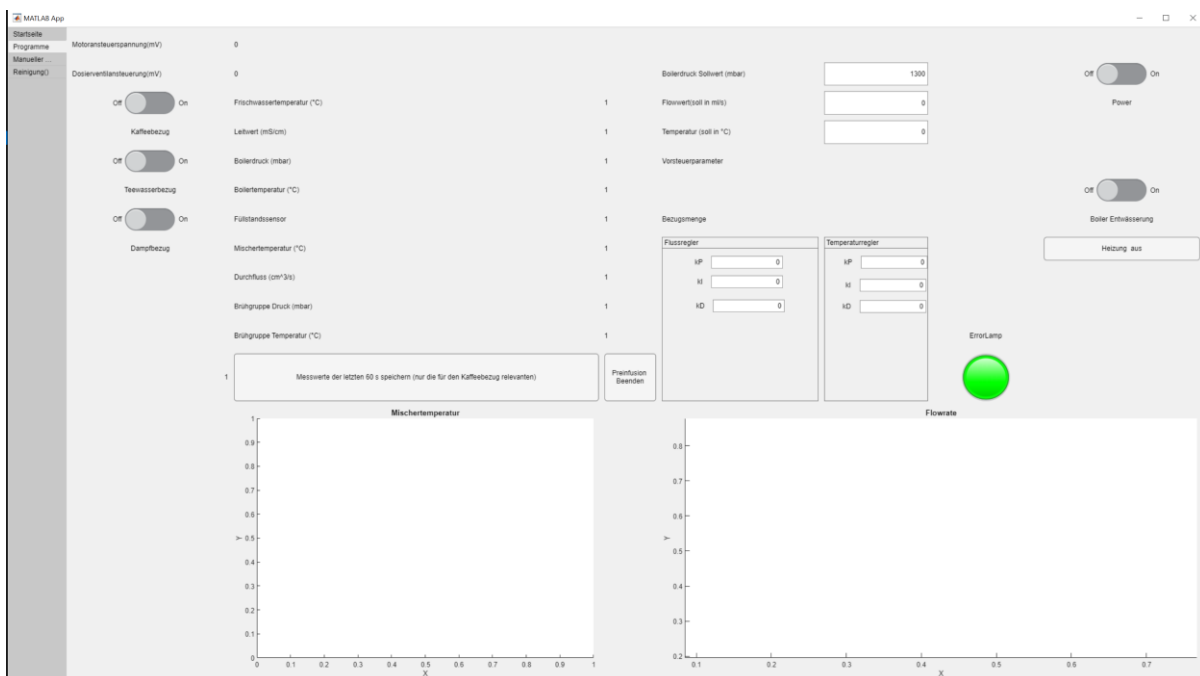 MATLAB App
Startseite
Programme
Manueller ...
Reinigung()
Motoransteuerspannung(mV) 0
Dosierventilansteuerung(mV) 0
Off On
Kaffeebezug
Off On
Teewasserbezug
Off On
Dampfbezug
Frischwassertemperatur (°C) 1
Leitwert (mS/cm) 1
Boilerdruck (mbar) 1
Boilertemperatur (°C) 1
Füllstandssensor 1
Mischertemperatur (°C) 1
Durchfluss (cm^3/s) 1
Brühgruppe Druck (mbar) 1
Brühgruppe Temperatur (°C) 1
1 Messwerte der letzten 60 s speichern (nur die für den Kaffeebezug relevanten)
Preinfusion
Beenden
Boilerdruck Sollwert (mbar) 1300
Flowwert(soll in ml/s) 0
Temperatur (soll in °C) 0
Vorsteuerparameter
Bezugsmenge
Flussregler
kP 0
kI 0
kD 0
Temperaturregler
kP 0
kI 0
kD 0
Off On
Power
Off On
Boiler Entwässerung
Heizung aus
ErrorLamp
Mischertemperatur
1
0.9
0.8
0.7
0.6
0.5
0.4
0.3
0.2
0.1
0
Y
0 0.1 0.2 0.3 0.4 0.5 0.6 0.7 0.8 0.9 1
X
Flowrate
0.8
0.7
0.6
0.5
0.4
0.3
0.2
Y
0.1 0.2 0.3 0.4 0.5 0.6 0.7
X